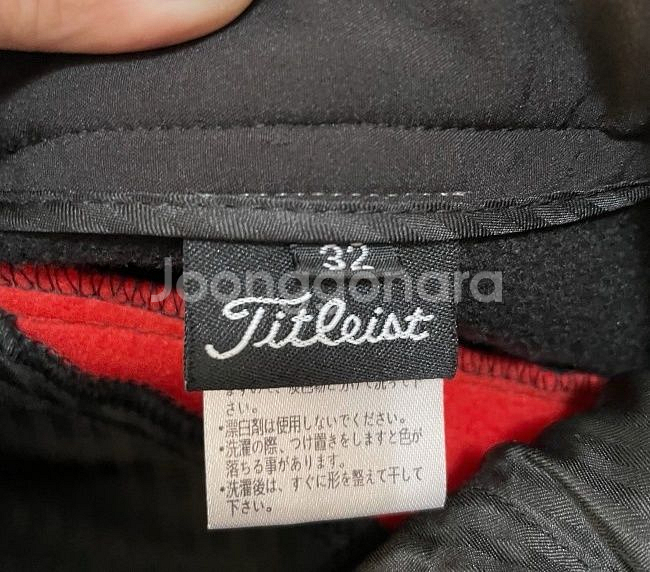 32
Joonggonara
Titleist
さい。
・漂白剤は使用しないでください。
・洗濯の際、つけ置きをしますと色が
落ちる事があります。
・洗濯後は、すぐに形を整えて干して
下さい。